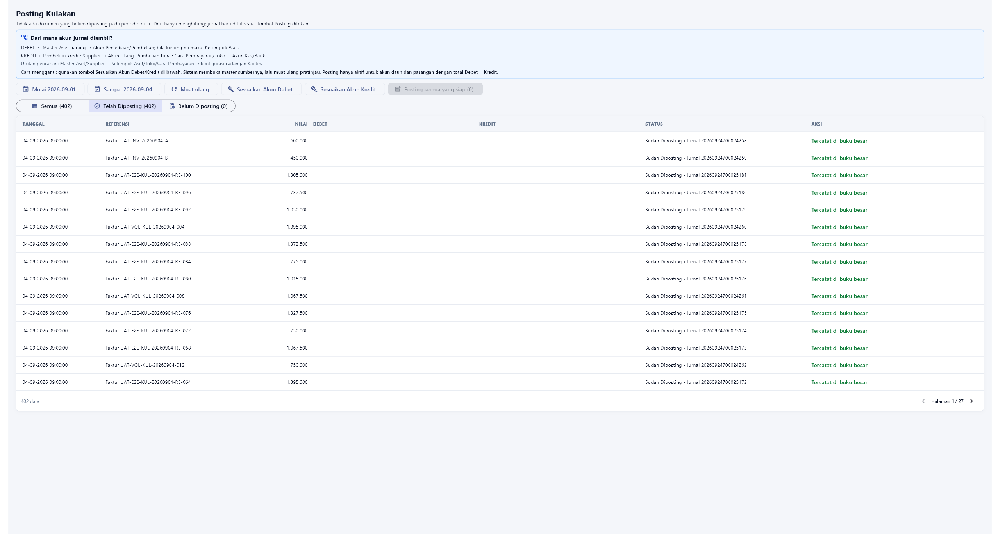 Posting Kulakan
Tidak ada dokumen yang belum diposting pada periode ini. • Draf hanya menghitung; jurnal baru ditulis saat tombol Posting ditekan.
Dari mana akun jurnal diambil?
DEBET • Master Aset barang → Akun Persediaan/Pembelian; bila kosong memakai Kelompok Aset.
KREDIT • Pembelian kredit: Supplier → Akun Utang. Pembelian tunai: Cara Pembayaran/Toko → Akun Kas/Bank.
Urutan pencarian: Master Aset/Supplier → Kelompok Aset/Toko/Cara Pembayaran → konfigurasi cadangan Kantin.
Cara mengganti: gunakan tombol Sesuaikan Akun Debet/Kredit di bawah. Sistem membuka master sumbernya, lalu muat ulang pratinjau. Posting hanya aktif untuk akun daun dan pasangan dengan total Debet = Kredit.
Mulai 2026-09-01 Sampai 2026-09-04 Muat ulang Sesuaikan Akun Debet Sesuaikan Akun Kredit Posting semua yang siap (0)
Semua (402) Telah Diposting (402) Belum Diposting (0)
TANGGAL REFERENSI NILAI DEBET KREDIT STATUS AKSI
04-09-2026 09:00:00 Faktur UAT-INV-20260904-A 600.000 Sudah Diposting • Jurnal 20260924700024258 Tercatat di buku besar
04-09-2026 09:00:00 Faktur UAT-INV-20260904-B 450.000 Sudah Diposting • Jurnal 20260924700024259 Tercatat di buku besar
04-09-2026 09:00:00 Faktur UAT-E2E-KUL-20260904-R3-100 1.305.000 Sudah Diposting • Jurnal 20260924700025181 Tercatat di buku besar
04-09-2026 09:00:00 Faktur UAT-E2E-KUL-20260904-R3-096 737.500 Sudah Diposting • Jurnal 20260924700025180 Tercatat di buku besar
04-09-2026 09:00:00 Faktur UAT-E2E-KUL-20260904-R3-092 1.050.000 Sudah Diposting • Jurnal 20260924700025179 Tercatat di buku besar
04-09-2026 09:00:00 Faktur UAT-VOL-KUL-20260904-004 1.395.000 Sudah Diposting • Jurnal 20260924700024260 Tercatat di buku besar
04-09-2026 09:00:00 Faktur UAT-E2E-KUL-20260904-R3-088 1.372.500 Sudah Diposting • Jurnal 20260924700025178 Tercatat di buku besar
04-09-2026 09:00:00 Faktur UAT-E2E-KUL-20260904-R3-084 775.000 Sudah Diposting • Jurnal 20260924700025177 Tercatat di buku besar
04-09-2026 09:00:00 Faktur UAT-E2E-KUL-20260904-R3-080 1.015.000 Sudah Diposting • Jurnal 20260924700025176 Tercatat di buku besar
04-09-2026 09:00:00 Faktur UAT-VOL-KUL-20260904-008 1.067.500 Sudah Diposting • Jurnal 20260924700024261 Tercatat di buku besar
04-09-2026 09:00:00 Faktur UAT-E2E-KUL-20260904-R3-076 1.327.500 Sudah Diposting • Jurnal 20260924700025175 Tercatat di buku besar
04-09-2026 09:00:00 Faktur UAT-E2E-KUL-20260904-R3-072 750.000 Sudah Diposting • Jurnal 20260924700025174 Tercatat di buku besar
04-09-2026 09:00:00 Faktur UAT-E2E-KUL-20260904-R3-068 1.067.500 Sudah Diposting • Jurnal 20260924700025173 Tercatat di buku besar
04-09-2026 09:00:00 Faktur UAT-VOL-KUL-20260904-012 750.000 Sudah Diposting • Jurnal 20260924700024262 Tercatat di buku besar
04-09-2026 09:00:00 Faktur UAT-E2E-KUL-20260904-R3-064 1.395.000 Sudah Diposting • Jurnal 20260924700025172 Tercatat di buku besar
402 data Halaman 1 / 27